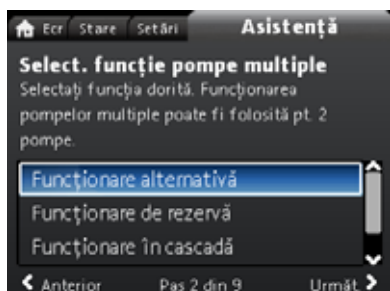 Ecr Stare Setări Asistență
Select. funcție pompe multiple
Selectați funcția dorită. Funcționarea
pompelor multiple poate fi folosită pt. 2
pompe.
Funcționare alternativă
Funcționare de rezervă
Funcționare în cascadă
Anterior Pas 2 din 9 Următ.